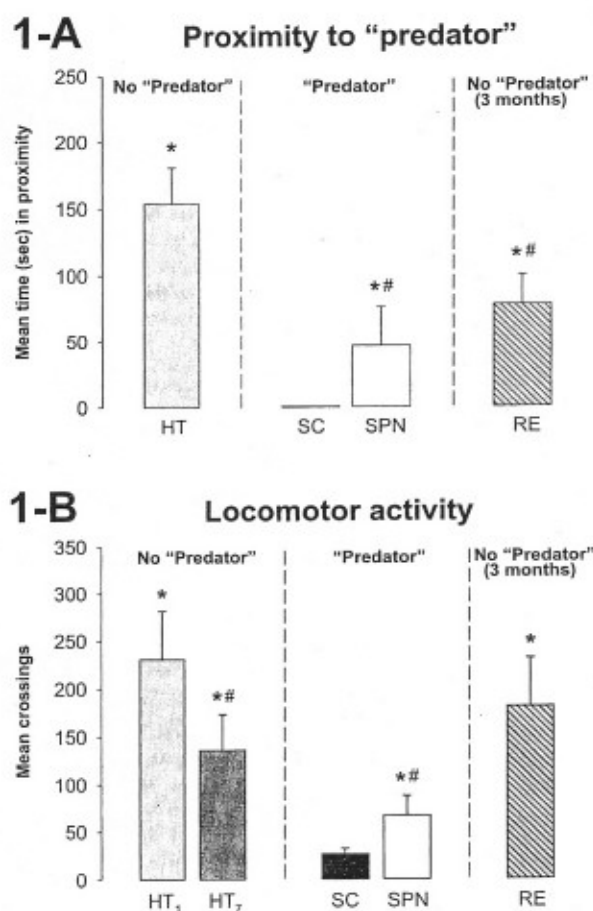 1-A Proximity to “predator”
No “Predator” “Predator” No “Predator”
(3 months)
Mean time (sec) in proximity
250
200
150
100
50
0
*
*#
*#
HT SC SPN RE
1-B Locomotor activity
No “Predator” “Predator” No “Predator”
(3 months)
Mean crossings
350
300
250
200
150
100
50
0
*
*#
*#
*
HT₁ HT₇ SC SPN RE